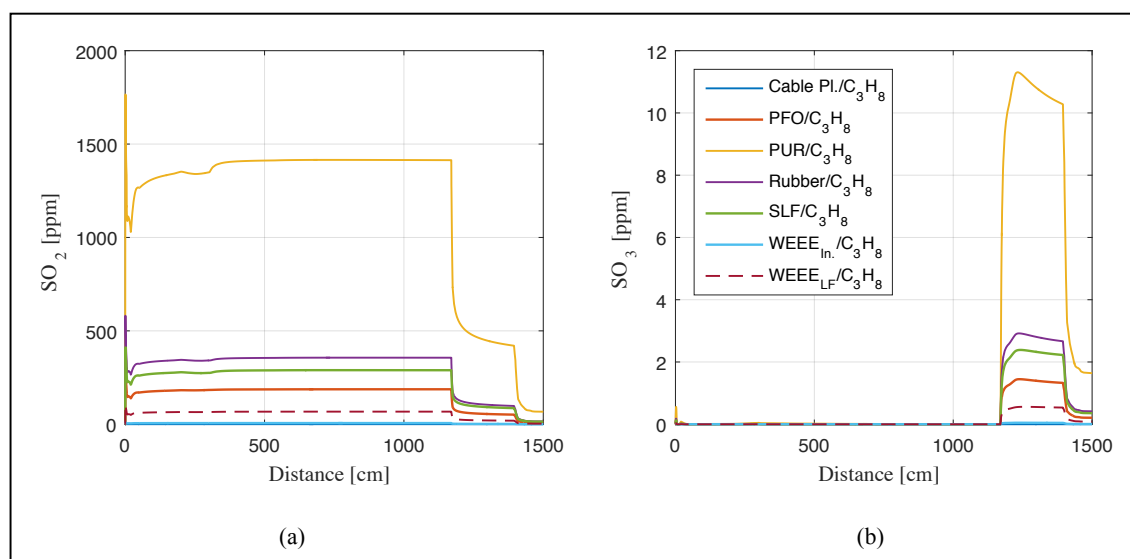 2000
1500
1000
500
0
SO2 [ppm]
0 500 1000 1500
Distance [cm]
(a)
12
10
8
6
4
2
0
SO3 [ppm]
Cable Pl./C3H8
PFO/C3H8
PUR/C3H8
Rubber/C3H8
SLF/C3H8
WEEEIn./C3H8
WEEELF/C3H8
0 500 1000 1500
Distance [cm]
(b)